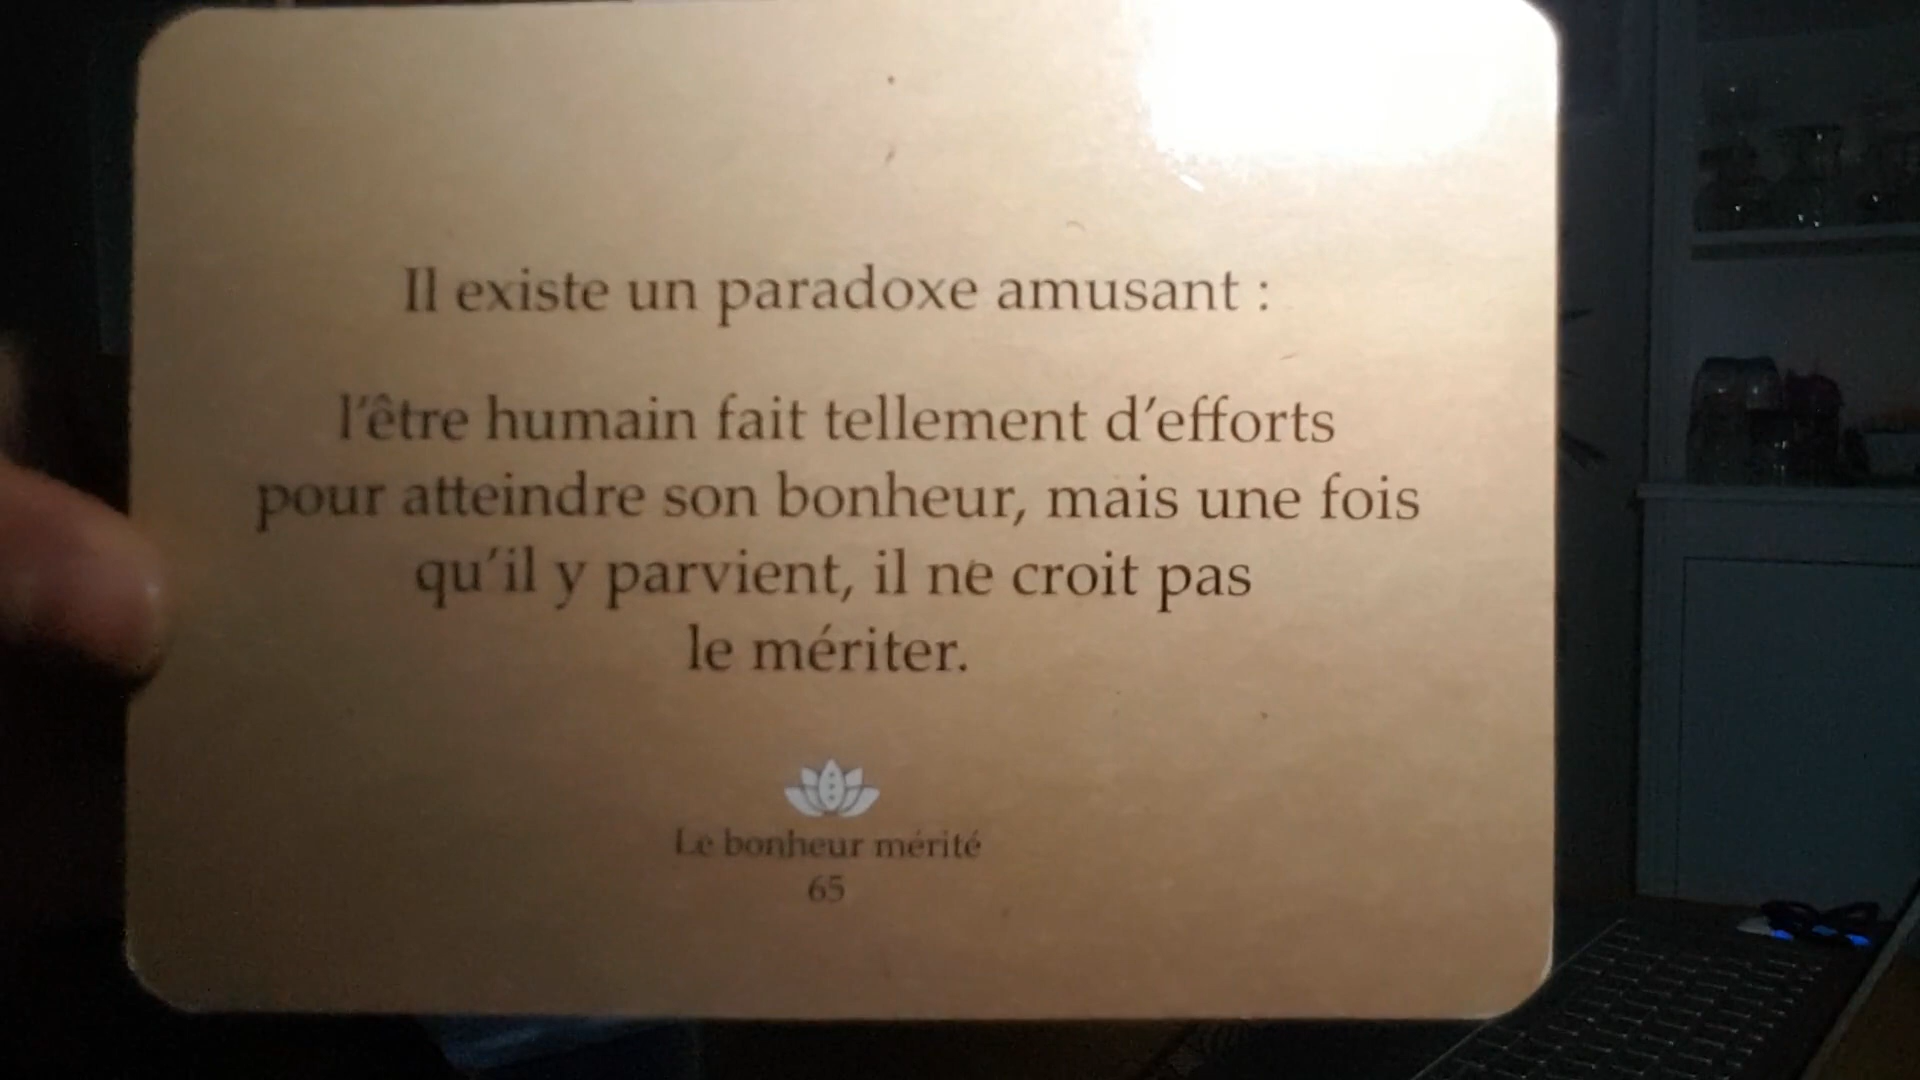 Il existe un paradoxe amusant :
l'être humain fait tellement d'efforts
pour atteindre son bonheur, mais une fois
qu'il y parvient, il ne croit pas
le mériter.
Le bonheur mérité
65